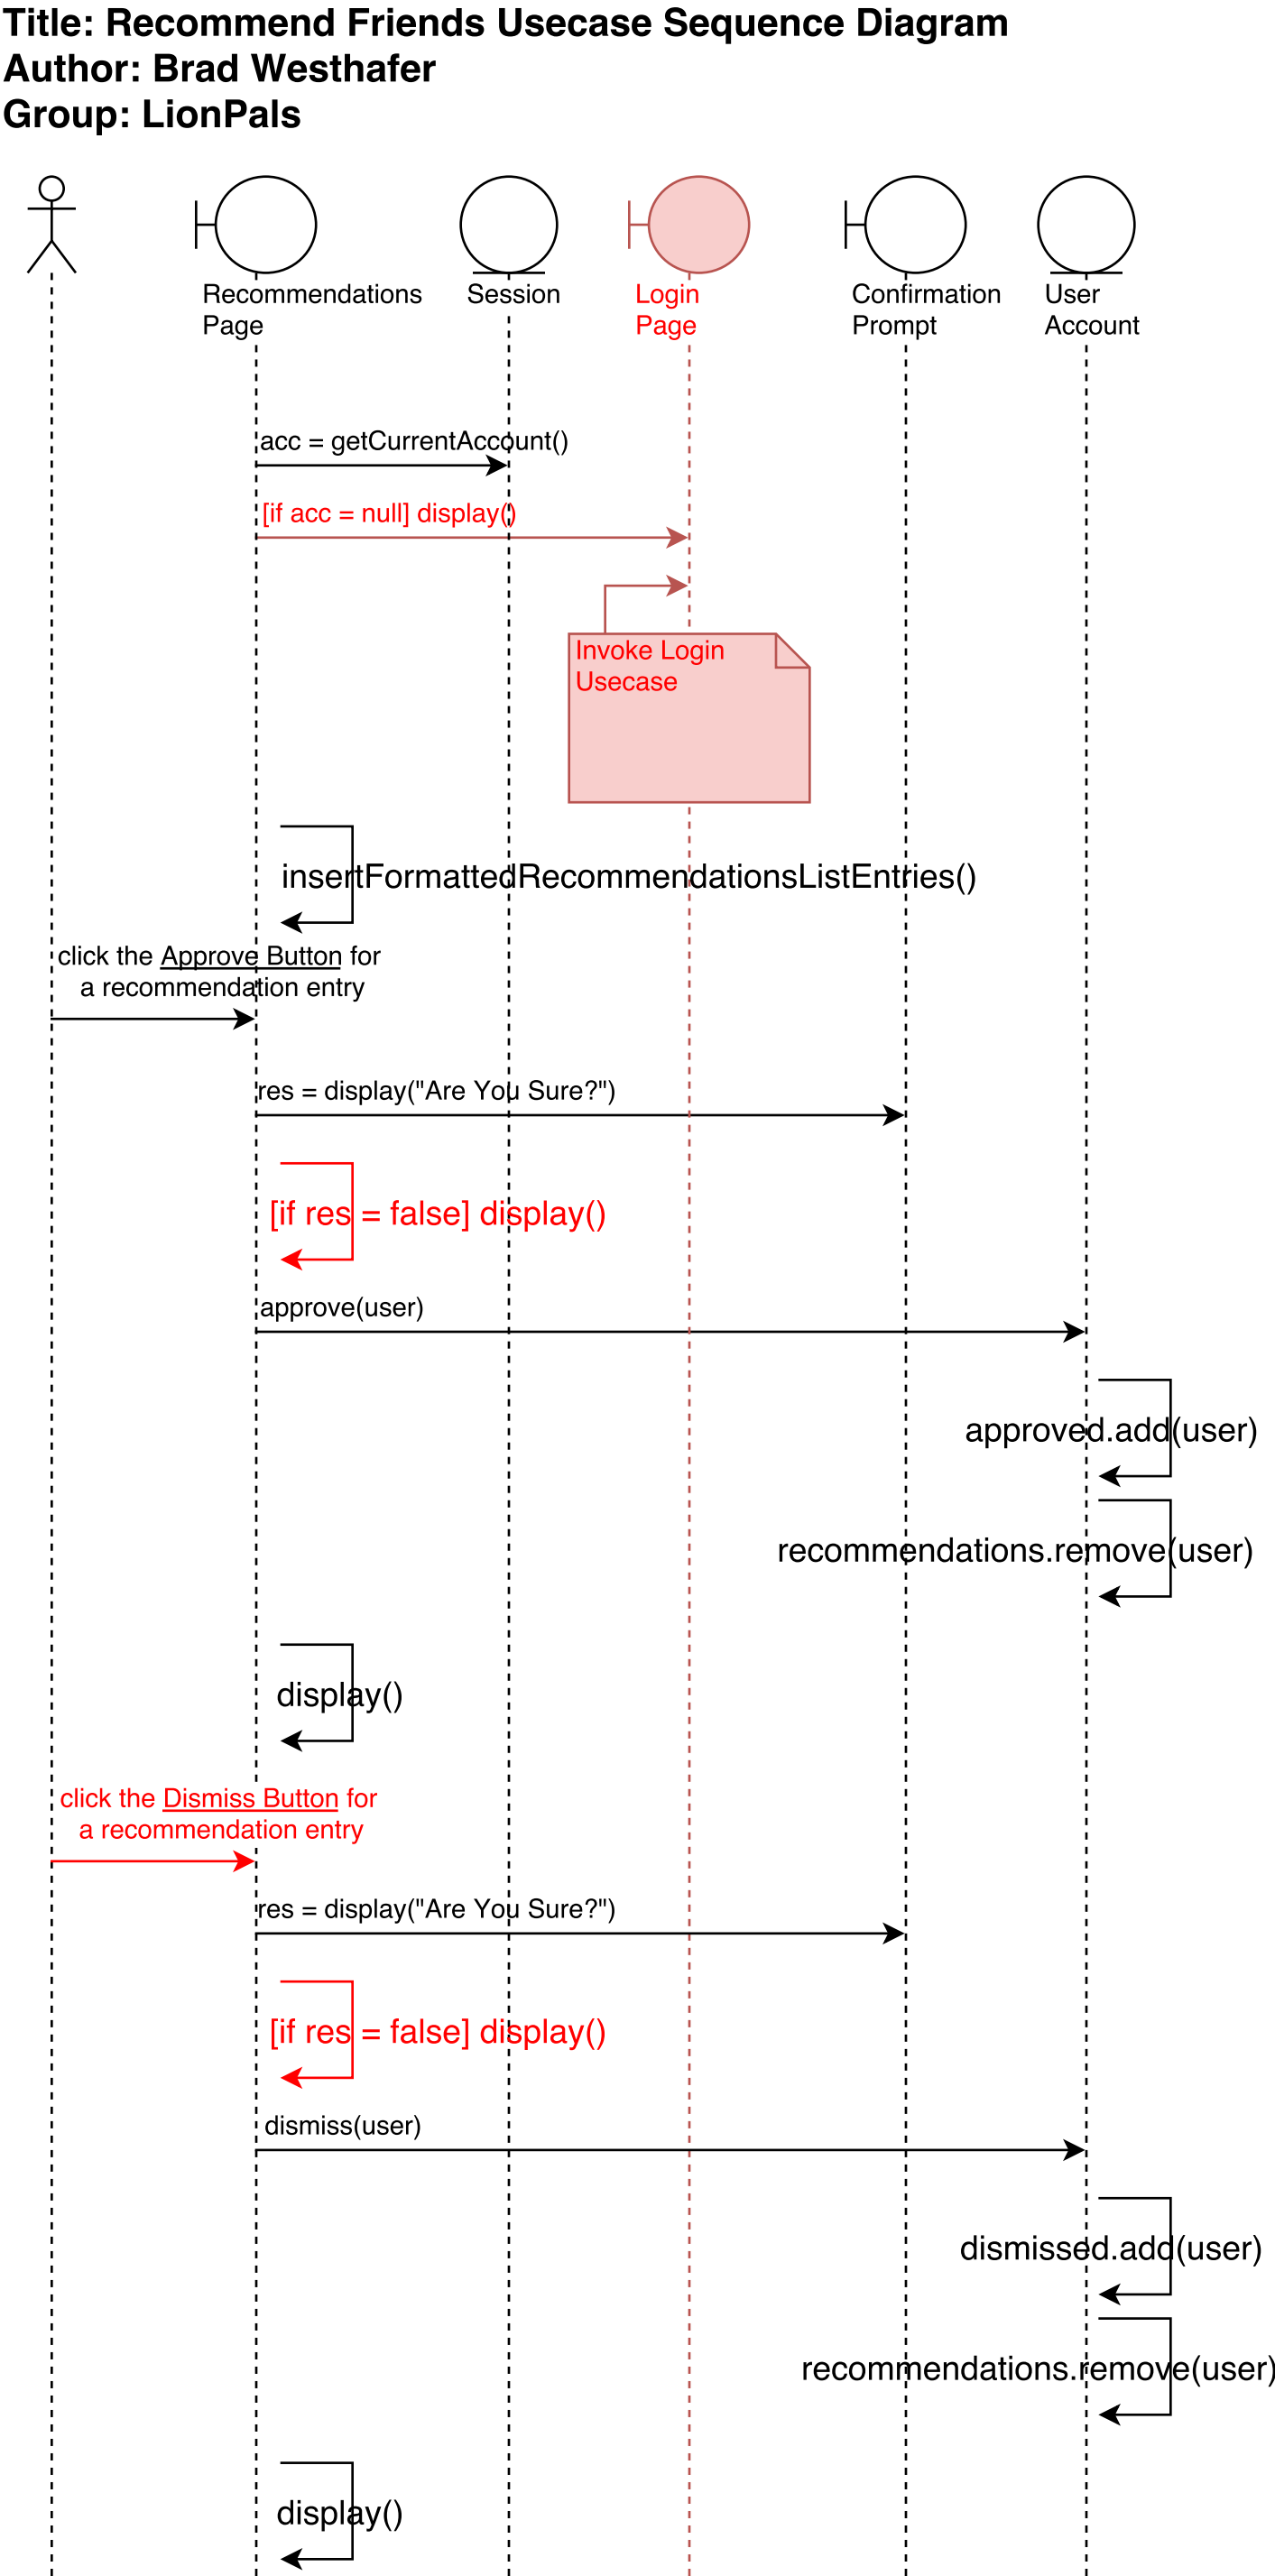 Title: Recommend Friends Usecase Sequence Diagram
Author: Brad Westhafer
Group: LionPals
Recommendations
Page
Session
Login
Page
Confirmation
Prompt
User
Account
acc = getCurrentAccount()
[if acc = null] display()
Invoke Login
Usecase
insertFormattedRecommendationsListEntries()
click the Approve Button for
a recommendation entry
res = display("Are You Sure?")
[if res = false] display()
approve(user)
approved.add(user)
recommendations.remove(user)
display()
click the Dismiss Button for
a recommendation entry
res = display("Are You Sure?")
[if res = false] display()
dismiss(user)
dismissed.add(user)
recommendations.remove(user)
display()